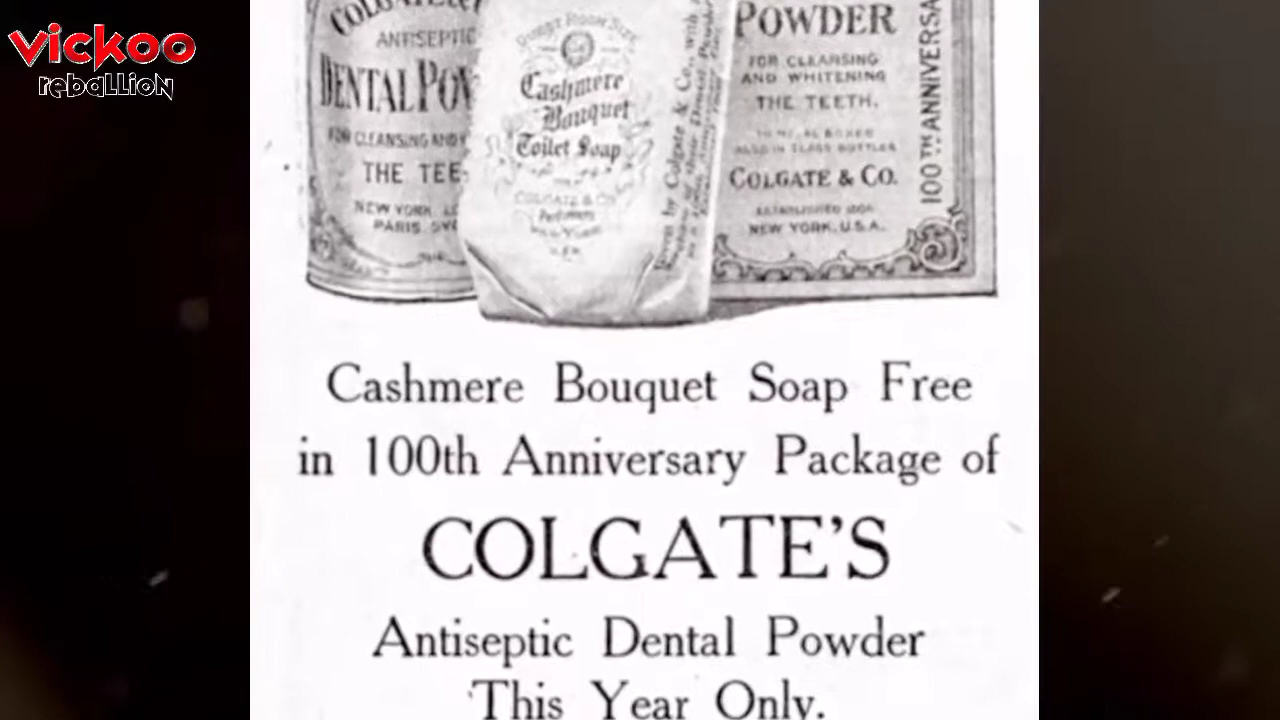 vickoo
reballion
ANTISEPTIC
DENTAL POW
FOR CLEANSING AND
THE TEE
NEW YORK
PARIS
Cashmere
Bouquet
Toilet Soap
COLGATE & CO
Perfumers
POWDER
FOR CLEANSING
AND WHITENING
THE TEETH.
COLGATE & CO.
NEW YORK, U.S.A.
100TH ANNIVERSA
Cashmere Bouquet Soap Free
in 100th Anniversary Package of
COLGATE'S
Antiseptic Dental Powder
This Year Only.